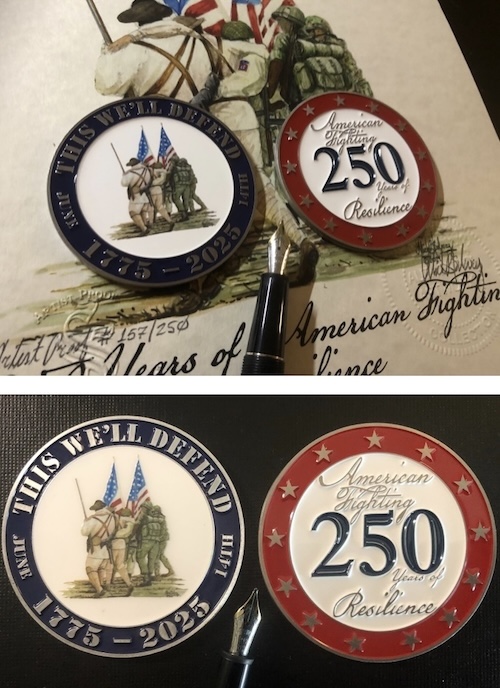 THIS WE'LL DEFEND
JUNE
14TH
1775 – 2025
American
Fighting
250
Years of
Resilience
Artist Proof
Artist Proof # 157/250
Years of American Fighting
THIS WE'LL DEFEND
JUNE
14TH
1775 – 2025
American
Fighting
250
Years of
Resilience